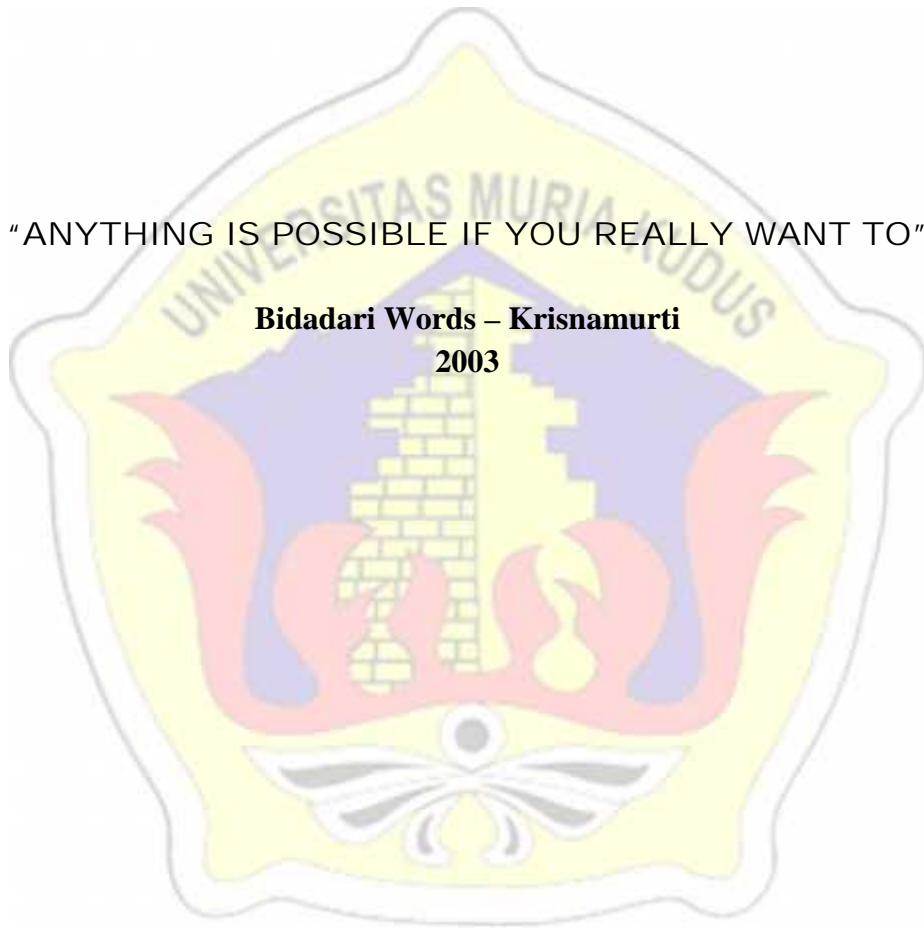 UNIVERSITAS MURIA KUDUS
“ANYTHING IS POSSIBLE IF YOU REALLY WANT TO”
Bidadari Words – Krisnamurti
2003